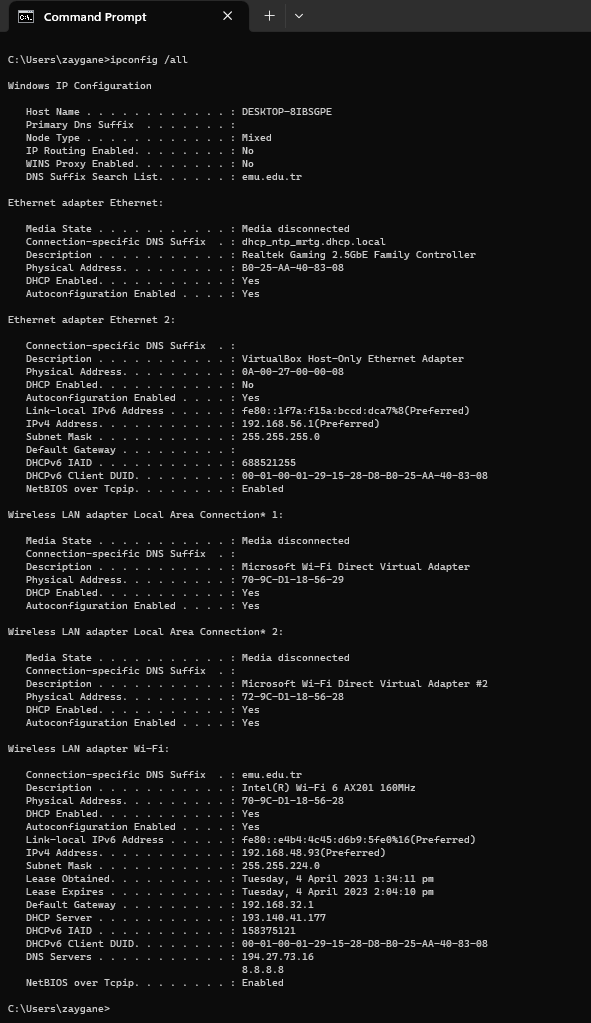 Command Prompt
C:\Users\zaygane>ipconfig /all
Windows IP Configuration
Host Name . . . . . . . . . . . . : DESKTOP-8IBSGPE
Primary Dns Suffix . . . . . . . :
Node Type . . . . . . . . . . . . : Mixed
IP Routing Enabled. . . . . . . . : No
WINS Proxy Enabled. . . . . . . . : No
DNS Suffix Search List. . . . . . : emu.edu.tr
Ethernet adapter Ethernet:
Media State . . . . . . . . . . . : Media disconnected
Connection-specific DNS Suffix . : dhcp_ntp_mrtg.dhcp.local
Description . . . . . . . . . . . : Realtek Gaming 2.5GbE Family Controller
Physical Address. . . . . . . . . : B0-25-AA-40-83-08
DHCP Enabled. . . . . . . . . . . : Yes
Autoconfiguration Enabled . . . . : Yes
Ethernet adapter Ethernet 2:
Connection-specific DNS Suffix . :
Description . . . . . . . . . . . : VirtualBox Host-Only Ethernet Adapter
Physical Address. . . . . . . . . : 0A-00-27-00-00-08
DHCP Enabled. . . . . . . . . . . : No
Autoconfiguration Enabled . . . . : Yes
Link-local IPv6 Address . . . . . : fe80::1f7a:f15a:bccd:dca7%8(Preferred)
IPv4 Address. . . . . . . . . . . : 192.168.56.1(Preferred)
Subnet Mask . . . . . . . . . . . : 255.255.255.0
Default Gateway . . . . . . . . . :
DHCPv6 IAID . . . . . . . . . . . : 688521255
DHCPv6 Client DUID. . . . . . . . : 00-01-00-01-29-15-28-D8-B0-25-AA-40-83-08
NetBIOS over Tcpip. . . . . . . . : Enabled
Wireless LAN adapter Local Area Connection* 1:
Media State . . . . . . . . . . . : Media disconnected
Connection-specific DNS Suffix . :
Description . . . . . . . . . . . : Microsoft Wi-Fi Direct Virtual Adapter
Physical Address. . . . . . . . . : 70-9C-D1-18-56-29
DHCP Enabled. . . . . . . . . . . : Yes
Autoconfiguration Enabled . . . . : Yes
Wireless LAN adapter Local Area Connection* 2:
Media State . . . . . . . . . . . : Media disconnected
Connection-specific DNS Suffix . :
Description . . . . . . . . . . . : Microsoft Wi-Fi Direct Virtual Adapter #2
Physical Address. . . . . . . . . : 72-9C-D1-18-56-28
DHCP Enabled. . . . . . . . . . . : Yes
Autoconfiguration Enabled . . . . : Yes
Wireless LAN adapter Wi-Fi:
Connection-specific DNS Suffix . : emu.edu.tr
Description . . . . . . . . . . . : Intel(R) Wi-Fi 6 AX201 160MHz
Physical Address. . . . . . . . . : 70-9C-D1-18-56-28
DHCP Enabled. . . . . . . . . . . : Yes
Autoconfiguration Enabled . . . . : Yes
Link-local IPv6 Address . . . . . : fe80::e4b4:4c45:d6b9:5fe0%16(Preferred)
IPv4 Address. . . . . . . . . . . : 192.168.48.93(Preferred)
Subnet Mask . . . . . . . . . . . : 255.255.224.0
Lease Obtained. . . . . . . . . . : Tuesday, 4 April 2023 1:34:11 pm
Lease Expires . . . . . . . . . . : Tuesday, 4 April 2023 2:04:10 pm
Default Gateway . . . . . . . . . : 192.168.32.1
DHCP Server . . . . . . . . . . . : 193.140.41.177
DHCPv6 IAID . . . . . . . . . . . : 158375121
DHCPv6 Client DUID. . . . . . . . : 00-01-00-01-29-15-28-D8-B0-25-AA-40-83-08
DNS Servers . . . . . . . . . . . : 194.27.73.16
8.8.8.8
NetBIOS over Tcpip. . . . . . . . : Enabled
C:\Users\zaygane>